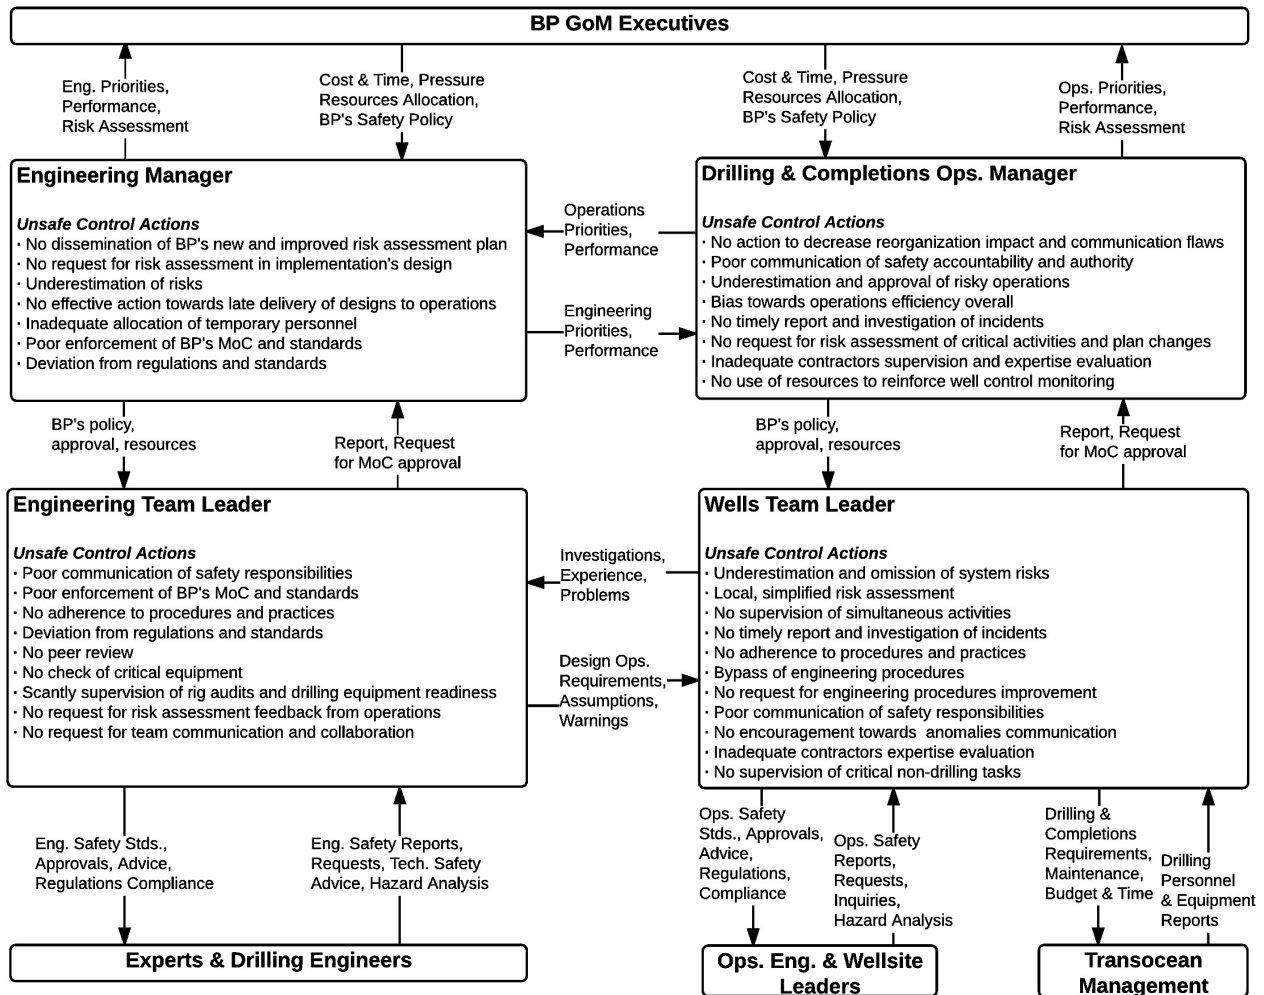 BP GoM Executives
Eng. Priorities,
Performance,
Risk Assessment
Cost & Time, Pressure
Resources Allocation,
BP's Safety Policy
Cost & Time, Pressure
Resources Allocation,
BP's Safety Policy
Ops. Priorities,
Performance,
Risk Assessment
Engineering Manager
Unsafe Control Actions
· No dissemination of BP's new and improved risk assessment plan
· No request for risk assessment in implementation's design
· Underestimation of risks
· No effective action towards late delivery of designs to operations
· Inadequate allocation of temporary personnel
· Poor enforcement of BP's MoC and standards
· Deviation from regulations and standards
Operations
Priorities,
Performance
Engineering
Priorities,
Performance
Drilling & Completions Ops. Manager
Unsafe Control Actions
· No action to decrease reorganization impact and communication flaws
· Poor communication of safety accountability and authority
· Underestimation and approval of risky operations
· Bias towards operations efficiency overall
· No timely report and investigation of incidents
· No request for risk assessment of critical activities and plan changes
· Inadequate contractors supervision and expertise evaluation
· No use of resources to reinforce well control monitoring
BP's policy,
approval, resources
Report, Request
for MoC approval
BP's policy,
approval, resources
Report, Request
for MoC approval
Engineering Team Leader
Unsafe Control Actions
· Poor communication of safety responsibilities
· Poor enforcement of BP's MoC and standards
· No adherence to procedures and practices
· Deviation from regulations and standards
· No peer review
· No check of critical equipment
· Scantly supervision of rig audits and drilling equipment readiness
· No request for risk assessment feedback from operations
· No request for team communication and collaboration
Investigations,
Experience,
Problems
Design Ops.
Requirements,
Assumptions,
Warnings
Wells Team Leader
Unsafe Control Actions
· Underestimation and omission of system risks
· Local, simplified risk assessment
· No supervision of simultaneous activities
· No timely report and investigation of incidents
· No adherence to procedures and practices
· Bypass of engineering procedures
· No request for engineering procedures improvement
· Poor communication of safety responsibilities
· No encouragement towards anomalies communication
· Inadequate contractors expertise evaluation
· No supervision of critical non-drilling tasks
Eng. Safety Stds.,
Approvals, Advice,
Regulations Compliance
Eng. Safety Reports,
Requests, Tech. Safety
Advice, Hazard Analysis
Ops. Safety
Stds., Approvals,
Advice,
Regulations,
Compliance
Ops. Safety
Reports,
Requests,
Inquiries,
Hazard Analysis
Drilling &
Completions
Requirements,
Maintenance,
Budget & Time
Drilling
Personnel
& Equipment
Reports
Experts & Drilling Engineers
Ops. Eng. & Wellsite
Leaders
Transocean
Management